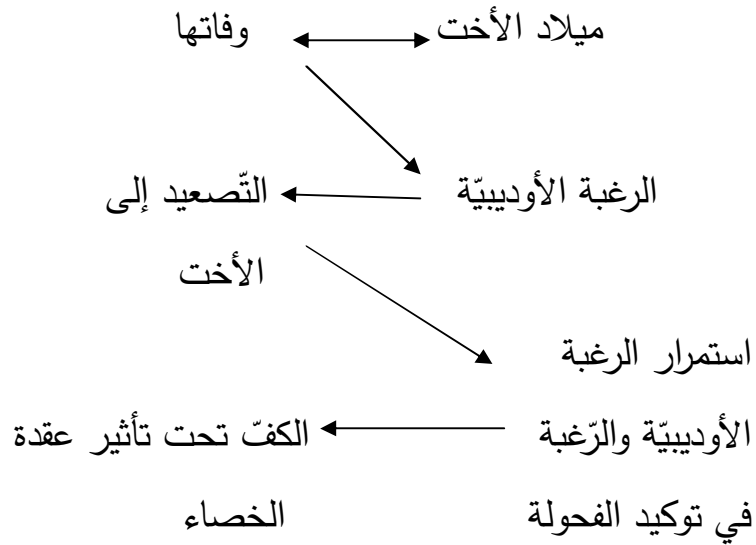 ميلاد الأخت وفاتها
الرغبة الأوديبيّة التّصعيد إلى
الأخت
استمرار الرغبة
الأوديبيّة والرّغبة الكفّ تحت تأثير عقدة
في توكيد الفحولة الخصاء